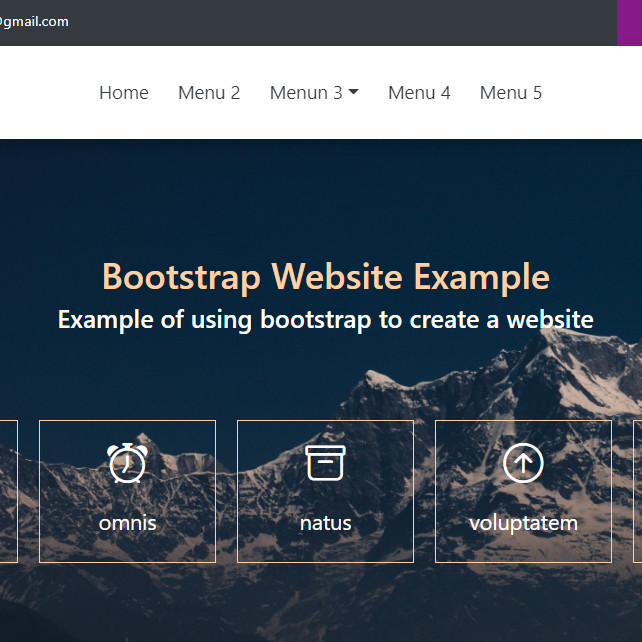 @gmail.com
Home Menu 2 Menun 3 Menu 4 Menu 5
Bootstrap Website Example
Example of using bootstrap to create a website
omnis natus voluptatem